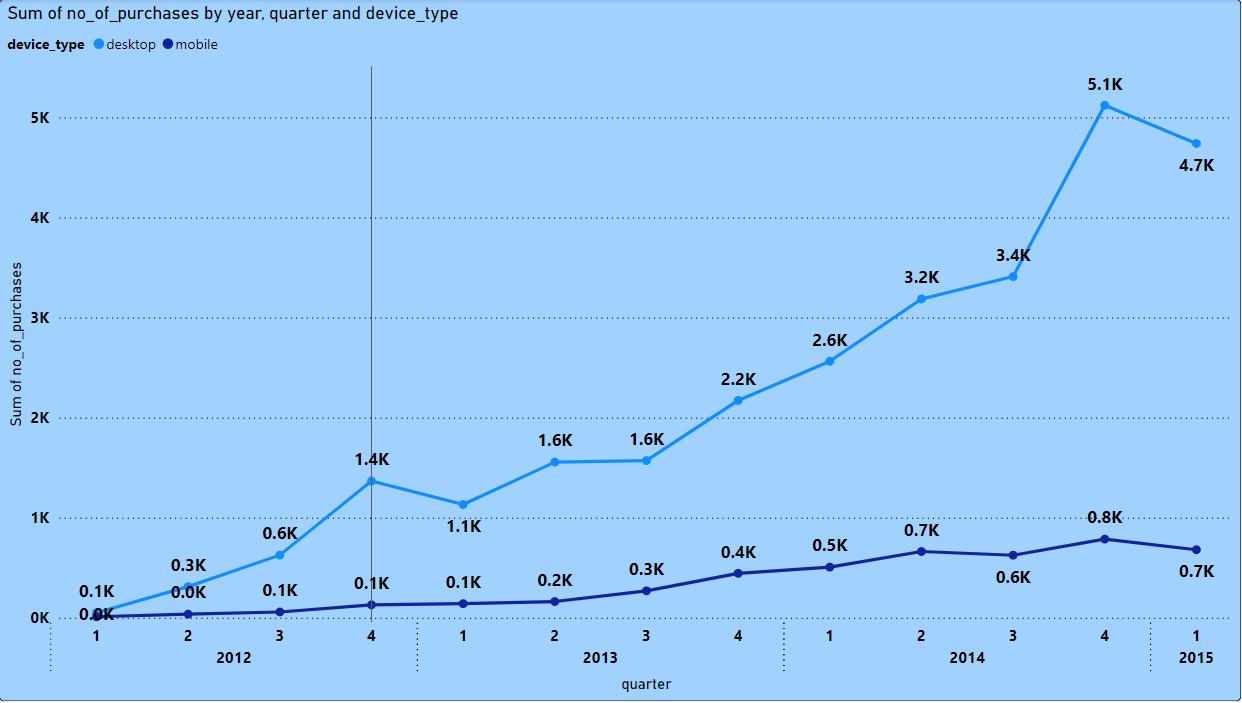 Sum of no_of_purchases by year, quarter and device_type
device_type desktop mobile
5.1K
5K
4.7K
4K
3.4K
3.2K
3K
2.6K
2.2K
2K
1.6K 1.6K
1.4K
1K
1.1K
0.8K
0.7K
0.6K
0.5K
0.4K
0.3K
0.3K
0.2K
0.1K 0.0K 0.1K 0.1K 0.1K
0.6K
0.7K
0K 0.0K
1 2 3 4 1 2 3 4 1 2 3 4 1
2012 2013 2014 2015
quarter
Sum of no_of_purchases